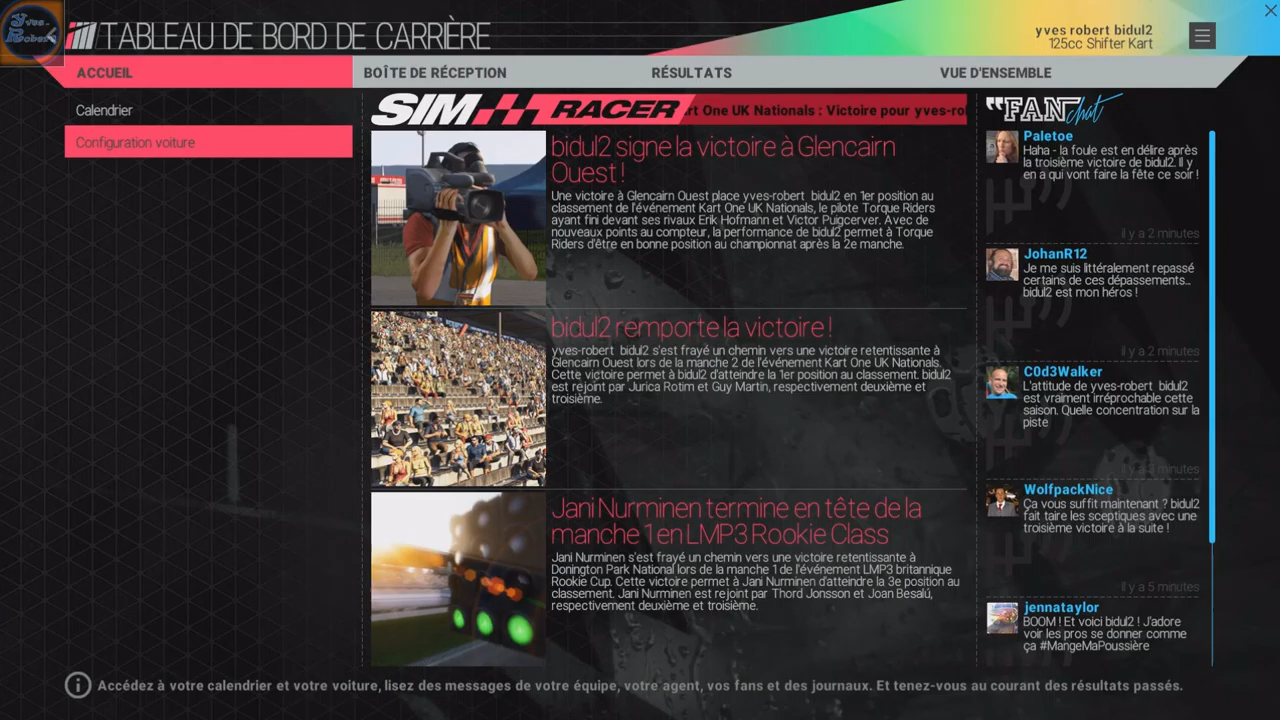 Yves - Robert
TABLEAU DE BORD DE CARRIÈRE
yves robert bidul2
125cc Shifter Kart
ACCUEIL
BOÎTE DE RÉCEPTION
RÉSULTATS
VUE D'ENSEMBLE
Calendrier
Configuration voiture
SIM RACER
rt One UK Nationals : Victoire pour yves-rol
bidul2 signe la victoire à Glencairn
Ouest !
Une victoire à Glencairn Ouest place yves-robert bidul2 en 1er position au
classement de l'événement Kart One UK Nationals, le pilote Torque Riders
ayant fini devant ses rivaux Erik Hofmann et Victor Puigcerver. Avec de
nouveaux points au compteur, la performance de bidul2 permet à Torque
Riders d'être en bonne position au championnat après la 2e manche.
bidul2 remporte la victoire !
yves-robert bidul2 s'est frayé un chemin vers une victoire retentissante à
Glencairn Ouest lors de la manche 2 de l'événement Kart One UK Nationals.
Cette victoire permet à bidul2 d'atteindre la 1er position au classement. bidul2
est rejoint par Jurica Rotim et Guy Martin, respectivement deuxième et
troisième.
Jani Nurminen termine en tête de la
manche 1 en LMP3 Rookie Class
Jani Nurminen s'est frayé un chemin vers une victoire retentissante à
Donington Park National lors de la manche 1 de l'événement LMP3 britannique
Rookie Cup. Cette victoire permet à Jani Nurminen d'atteindre la 3e position au
classement. Jani Nurminen est rejoint par Thord Jonsson et Joan Besalú,
respectivement deuxième et troisième.
"FAN chat
Paletoe
Haha - la foule est en délire après
la troisième victoire de bidul2. Il y
en a qui vont faire la fête ce soir !
il y a 2 minutes
JohanR12
Je me suis littéralement repassé
certains de ces dépassements...
bidul2 est mon héros !
il y a 2 minutes
C0d3Walker
L'attitude de yves-robert bidul2
est vraiment irréprochable cette
saison. Quelle concentration sur la
piste
il y a 3 minutes
WolfpackNice
Ça vous suffit maintenant ? bidul2
fait taire les sceptiques avec une
troisième victoire à la suite !
il y a 5 minutes
jennataylor
BOOM ! Et voici bidul2 ! J'adore
voir les pros se donner comme
ça #MangeMaPoussière
Accédez à votre calendrier et votre voiture, lisez des messages de votre équipe, votre agent, vos fans et des journaux. Et tenez-vous au courant des résultats passés.